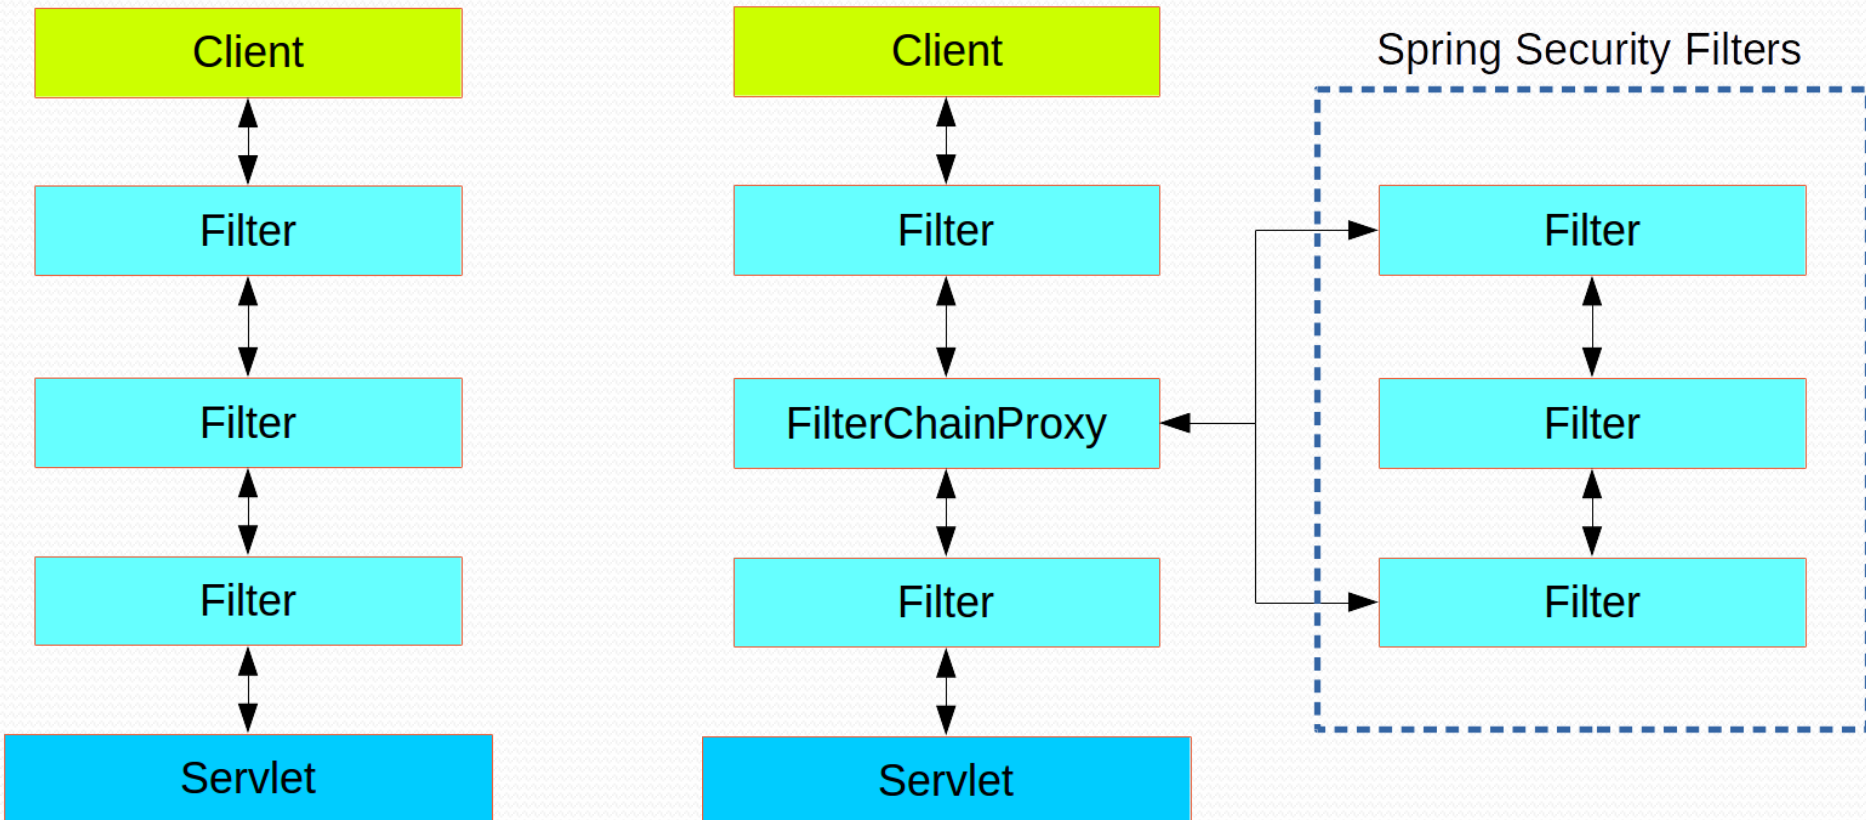 Client
Filter
Filter
Filter
Servlet
Client
Filter
FilterChainProxy
Filter
Servlet
Spring Security Filters
Filter
Filter
Filter